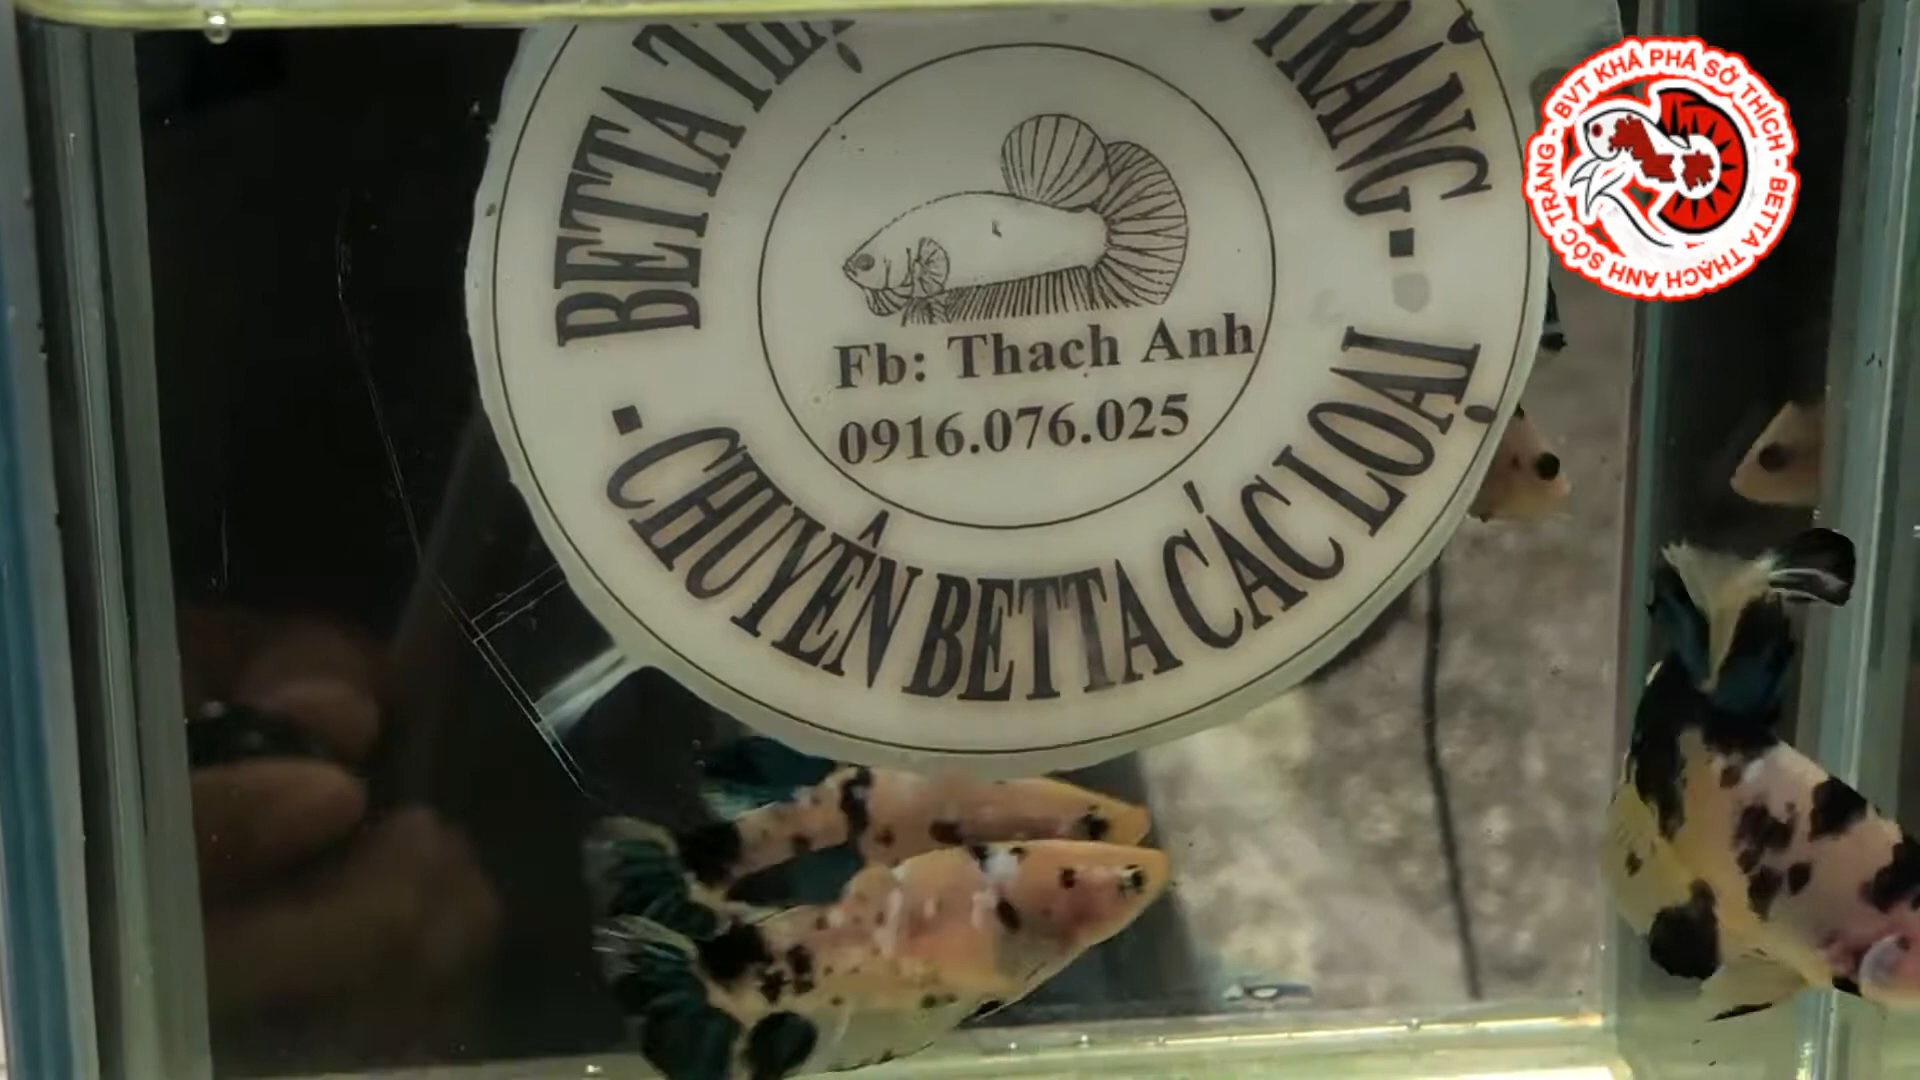 BETTA
TRĂNG
Fb: Thach Anh
0916.076.025
CHUYÊN BETTA CÁC LOẠI
BVT KHÁ PHÁ SỞ THÍCH - BETTA THẠCH ANH SÓC TRĂNG -